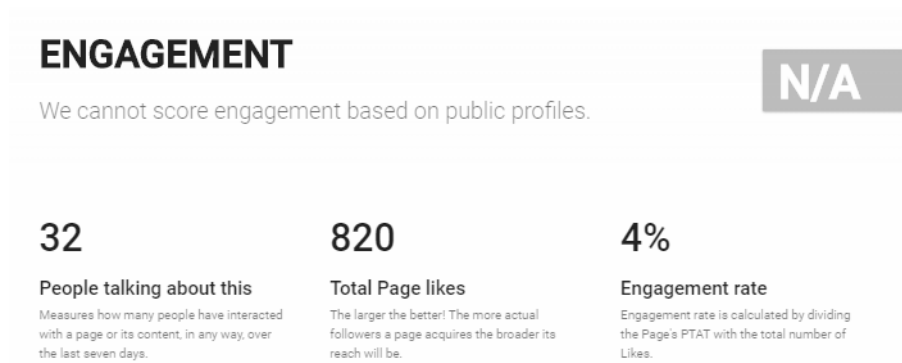 ENGAGEMENT
N/A
We cannot score engagement based on public profiles.
32
820
4%
People talking about this
Total Page likes
Engagement rate
Measures how many people have interacted
with a page or its content, in any way, over
the last seven days.
The larger the better! The more actual
followers a page acquires the broader its
reach will be.
Engagement rate is calculated by dividing
the Page's PTAT with the total number of
Likes.